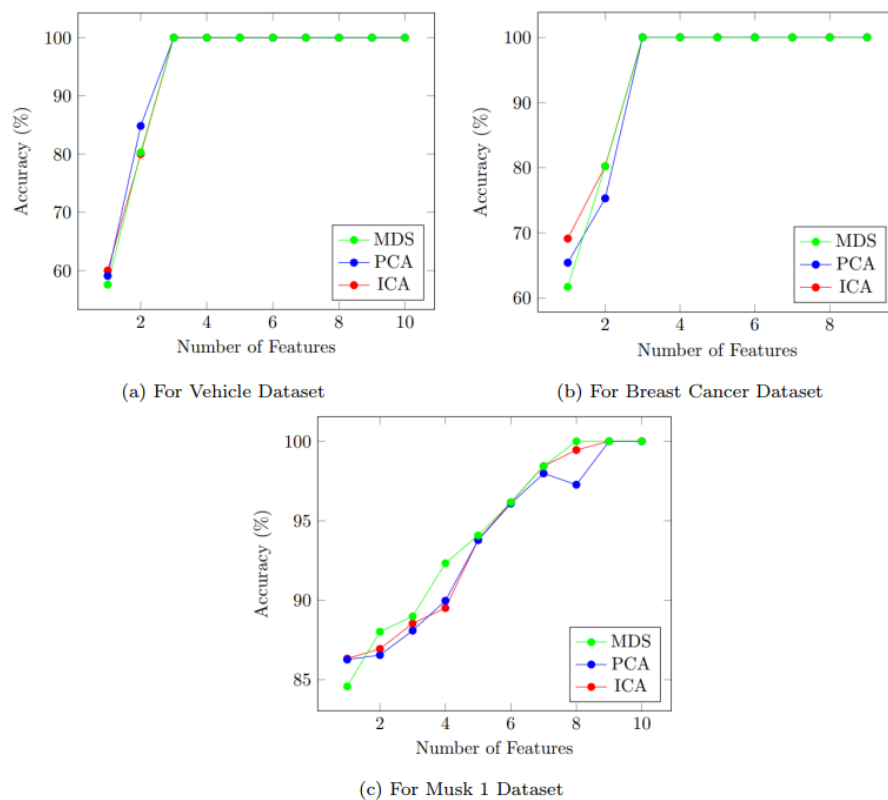 100
90
80
70
60
Accuracy (%)
MDS
PCA
ICA
2
4
6
8
10
Number of Features
(a) For Vehicle Dataset
100
90
80
70
60
Accuracy (%)
MDS
PCA
ICA
2
4
6
8
Number of Features
(b) For Breast Cancer Dataset
100
95
90
85
Accuracy (%)
MDS
PCA
ICA
2
4
6
8
10
Number of Features
(c) For Musk 1 Dataset